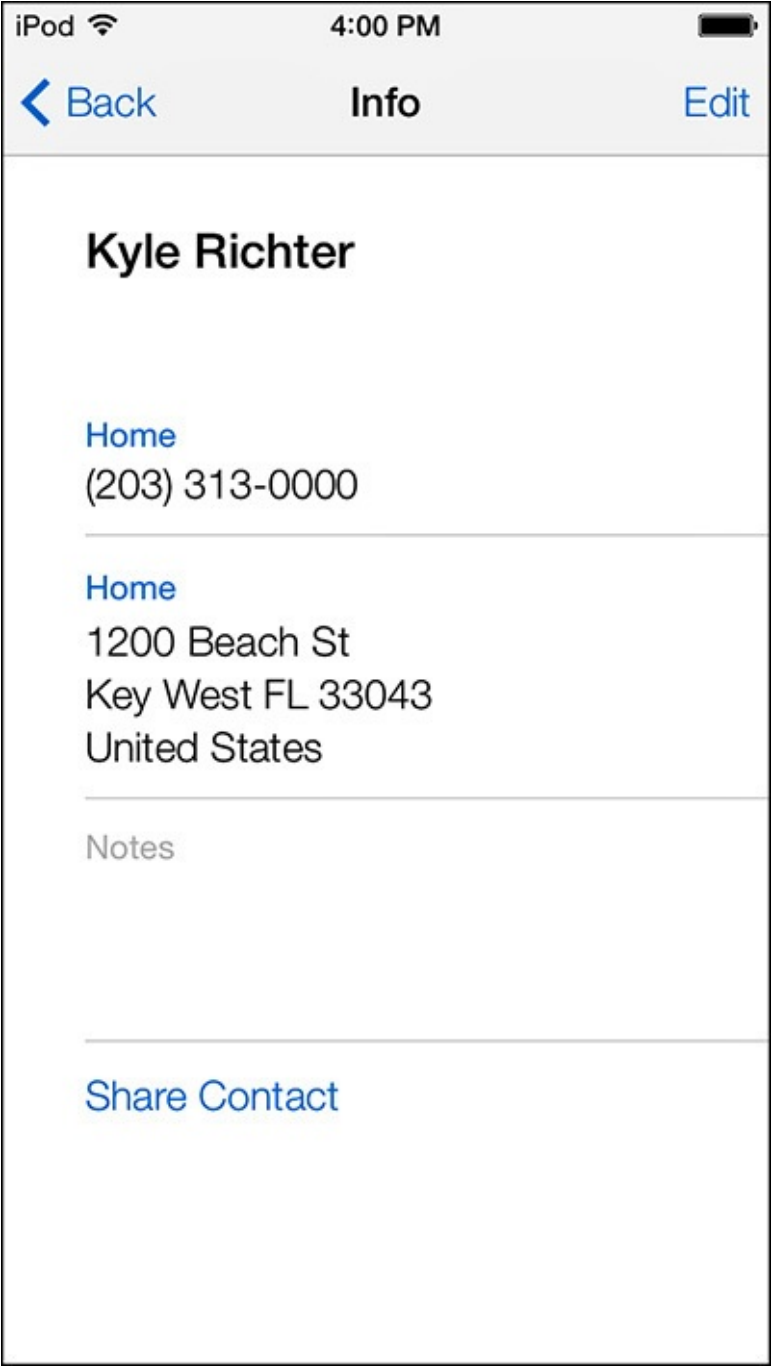 iPod 4:00 PM
Back Info Edit
Kyle Richter
Home
(203) 313-0000
Home
1200 Beach St
Key West FL 33043
United States
Notes
Share Contact